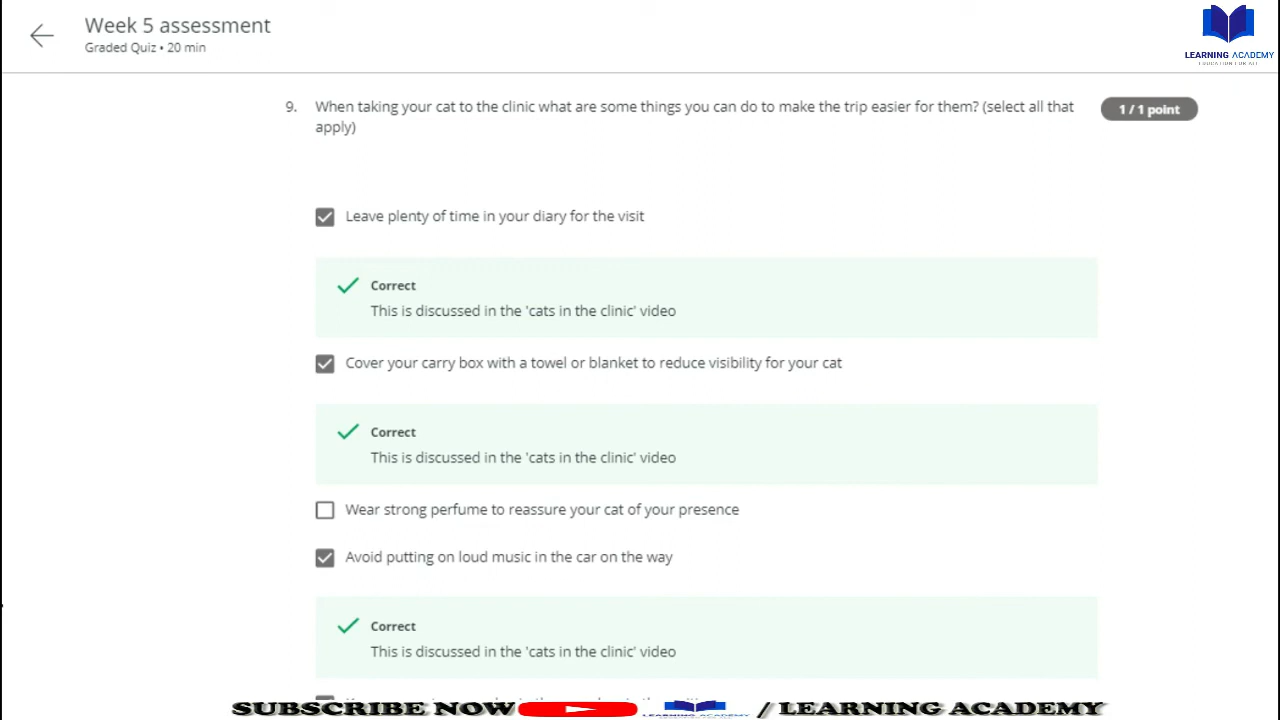 Week 5 assessment
Graded Quiz • 20 min
LEARNING ACADEMY
EDUCATION FOR ALL
9. When taking your cat to the clinic what are some things you can do to make the trip easier for them? (select all that
apply)
1 / 1 point
Leave plenty of time in your diary for the visit
Correct
This is discussed in the 'cats in the clinic' video
Cover your carry box with a towel or blanket to reduce visibility for your cat
Correct
This is discussed in the 'cats in the clinic' video
Wear strong perfume to reassure your cat of your presence
Avoid putting on loud music in the car on the way
Correct
This is discussed in the 'cats in the clinic' video
SUBSCRIBE NOW LEARNING ACADEMY / LEARNING ACADEMY